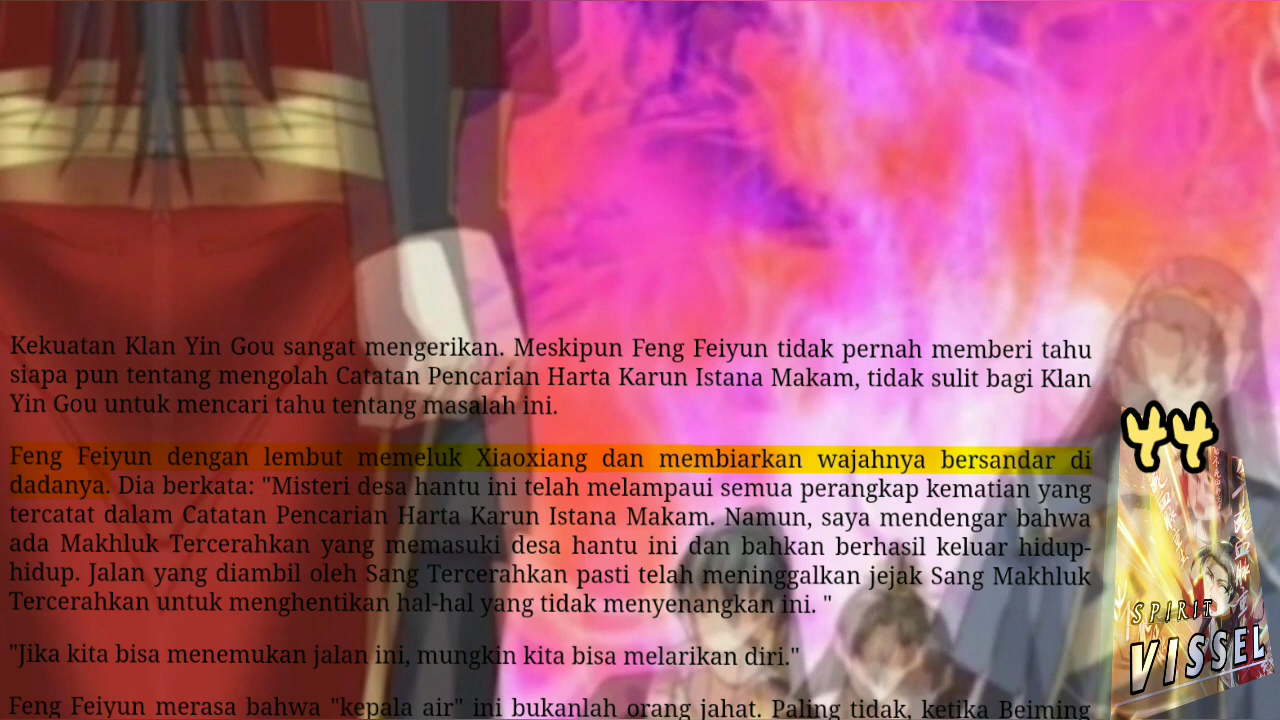 Kekuatan Klan Yin Gou sangat mengerikan. Meskipun Feng Feiyun tidak pernah memberi tahu
siapa pun tentang mengolah Catatan Pencarian Harta Karun Istana Makam, tidak sulit bagi Klan
Yin Gou untuk mencari tahu tentang masalah ini.
Feng Feiyun dengan lembut memeluk Xiaoxiang dan membiarkan wajahnya bersandar di
dadanya. Dia berkata: "Misteri desa hantu ini telah melampaui semua perangkap kematian yang
tercatat dalam Catatan Pencarian Harta Karun Istana Makam. Namun, saya mendengar bahwa
ada Makhluk Tercerahkan yang memasuki desa hantu ini dan bahkan berhasil keluar hidup-
hidup. Jalan yang diambil oleh Sang Tercerahkan pasti telah meninggalkan jejak Sang Makhluk
Tercerahkan untuk menghentikan hal-hal yang tidak menyenangkan ini. "
"Jika kita bisa menemukan jalan ini, mungkin kita bisa melarikan diri."
Feng Feiyun merasa bahwa "kepala air" ini bukanlah orang jahat. Paling tidak, ketika Beiming
44
SPIRIT
VISSEL